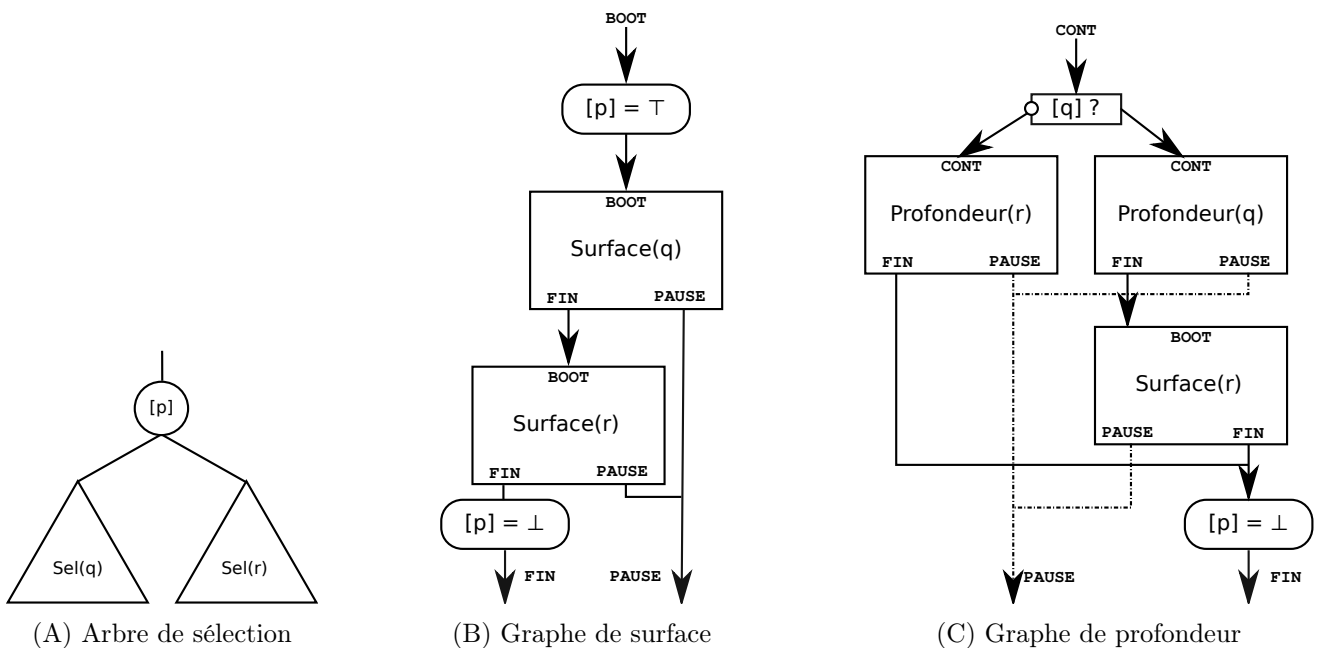 [p]
Sel(q)
Sel(r)
(A) Arbre de sélection
BOOT
[p] = ⊤
BOOT
Surface(q)
FIN PAUSE
BOOT
Surface(r)
FIN PAUSE
[p] = ⊥
FIN PAUSE
(B) Graphe de surface
CONT
[q] ?
CONT
Profondeur(r)
FIN PAUSE
CONT
Profondeur(q)
FIN PAUSE
BOOT
Surface(r)
PAUSE FIN
[p] = ⊥
PAUSE FIN
(C) Graphe de profondeur